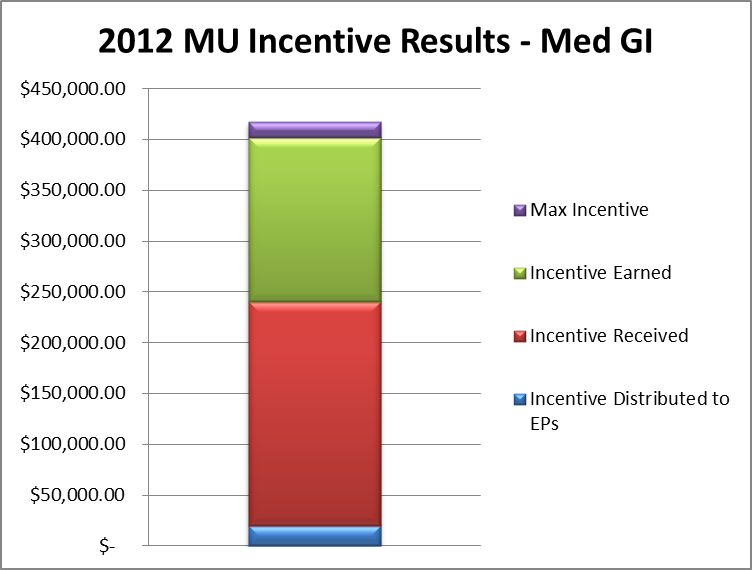 2012 MU Incentive Results - Med GI
$450,000.00
$400,000.00
$350,000.00
$300,000.00
$250,000.00
$200,000.00
$150,000.00
$100,000.00
$50,000.00
$-
Max Incentive
Incentive Earned
Incentive Received
Incentive Distributed to
EPs